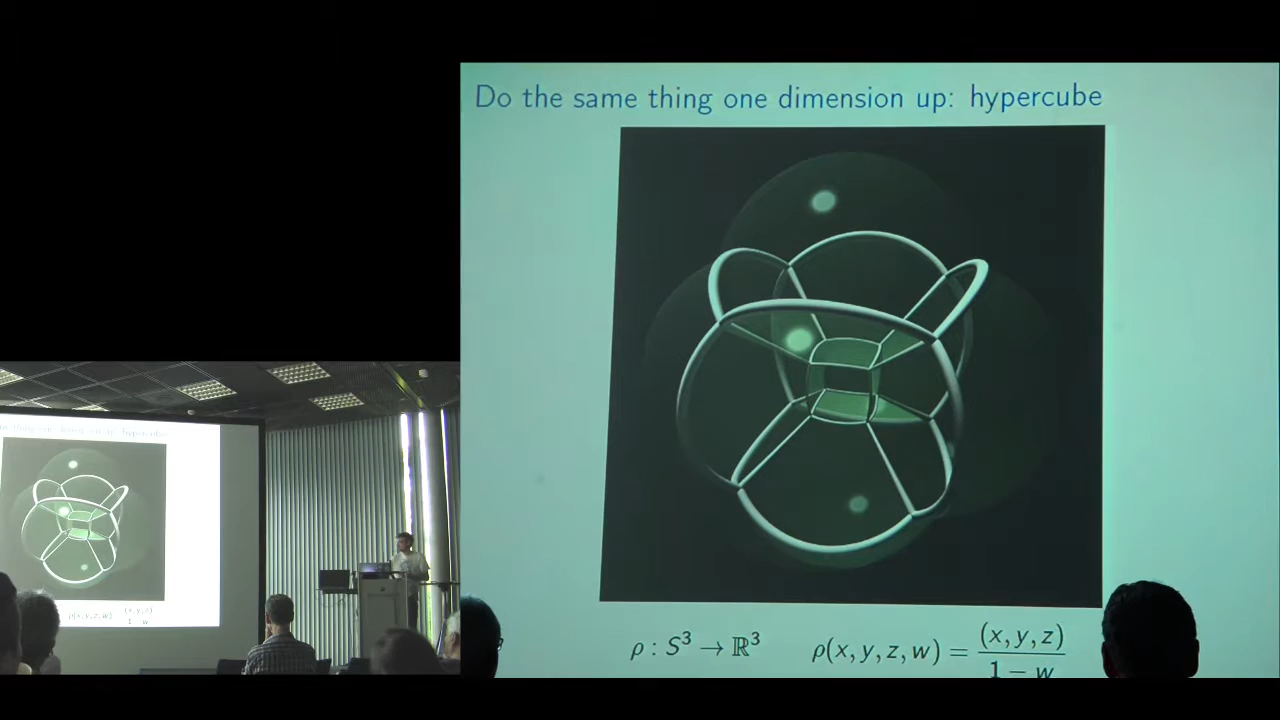 Do the same thing one dimension up: hypercube
ρ : S³ → ℝ³ ρ(x, y, z, w) = (x, y, z) / 1 − w